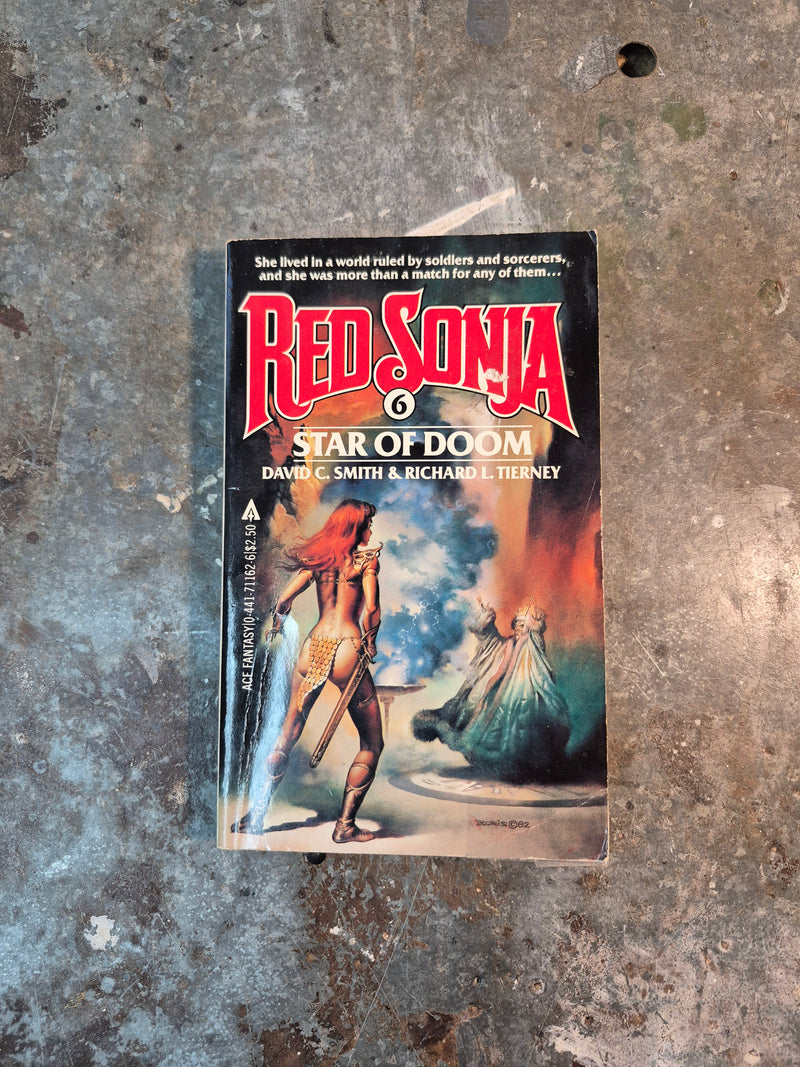 She lived in a world ruled by soldiers and sorcerers,
and she was more than a match for any of them...
RED SONJA
6
STAR OF DOOM
DAVID C. SMITH & RICHARD L. TIERNEY
ACE FANTASY/0-441-71162-6/$2.50
BORIS©82